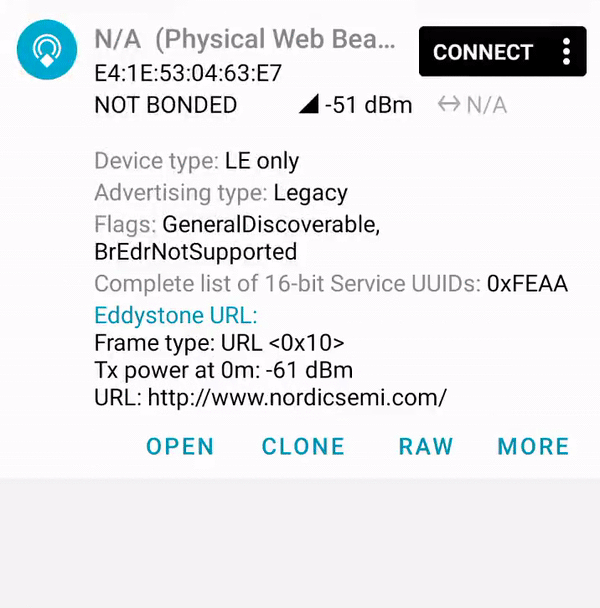 N/A (Physical Web Bea...
CONNECT
E4:1E:53:04:63:E7
NOT BONDED -51 dBm N/A
Device type: LE only
Advertising type: Legacy
Flags: GeneralDiscoverable,
BrEdrNotSupported
Complete list of 16-bit Service UUIDs: 0xFEAA
Eddystone URL:
Frame type: URL <0x10>
Tx power at 0m: -61 dBm
URL: http://www.nordicsemi.com/
OPEN CLONE RAW MORE